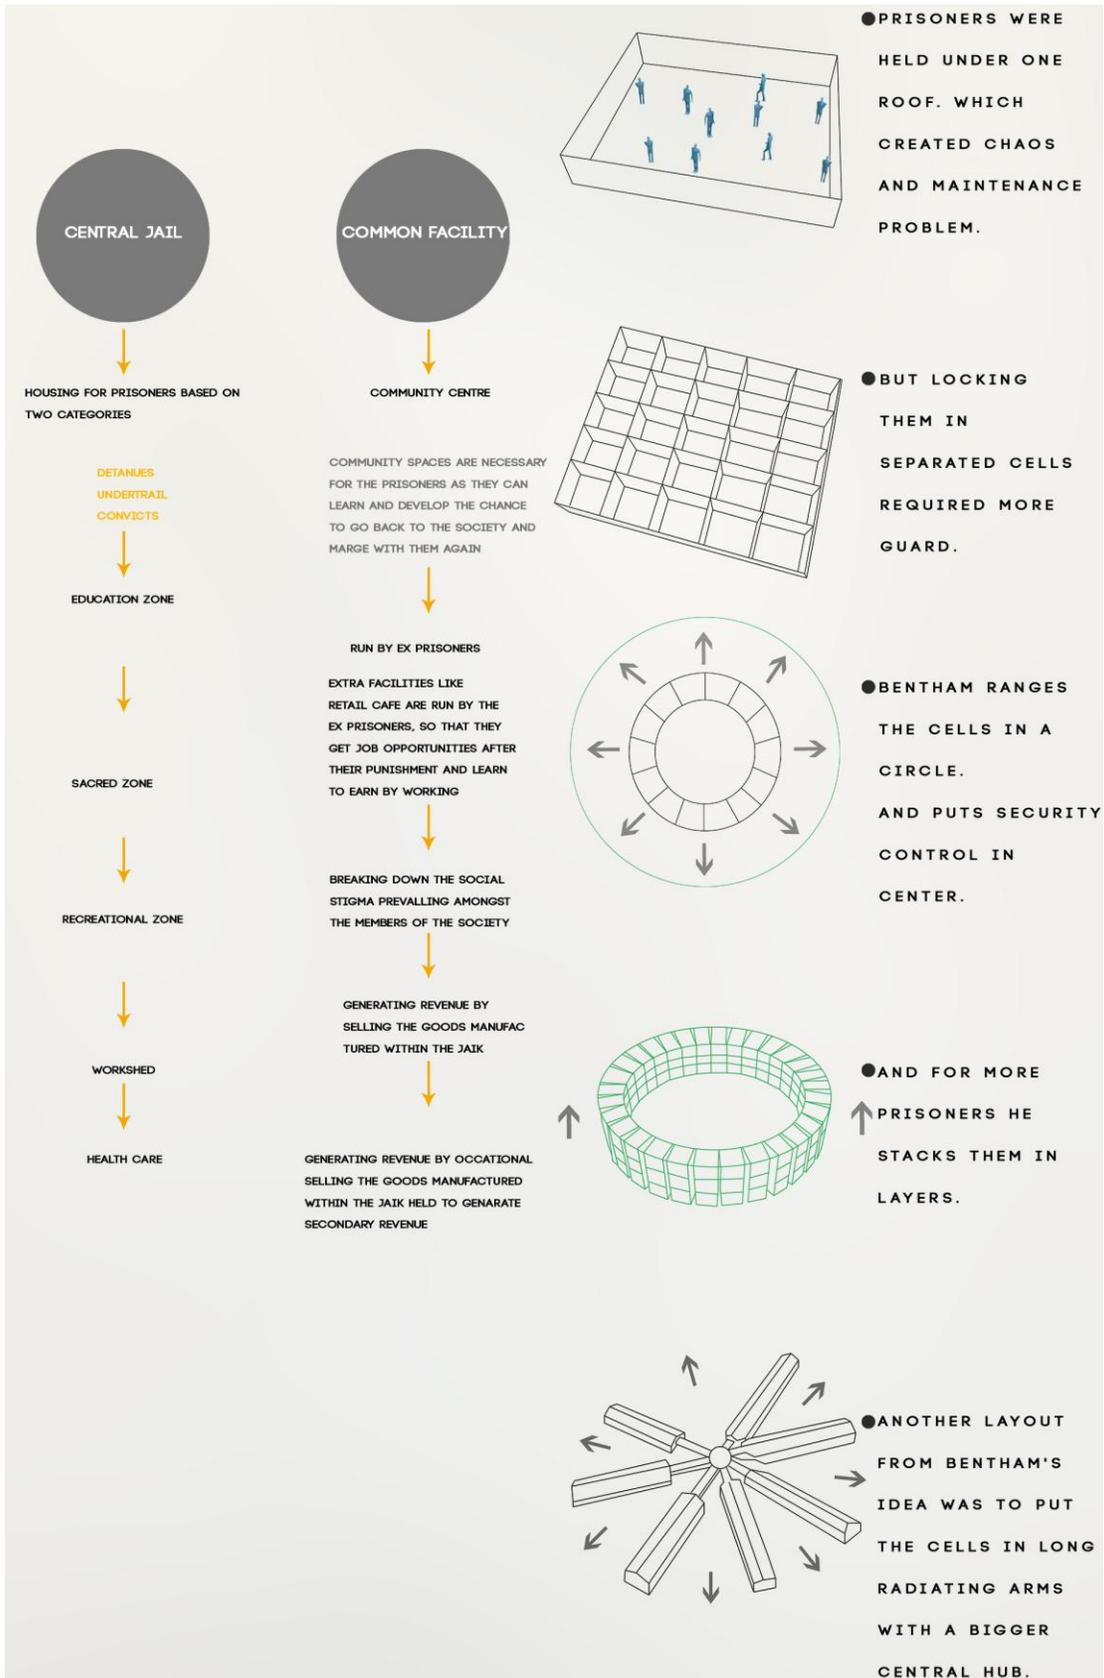 CENTRAL JAIL
HOUSING FOR PRISONERS BASED ON
TWO CATEGORIES
DETANUES
UNDERTRAIL
CONVICTS
EDUCATION ZONE
SACRED ZONE
RECREATIONAL ZONE
WORKSHED
HEALTH CARE
COMMON FACILITY
COMMUNITY CENTRE
COMMUNITY SPACES ARE NECESSARY
FOR THE PRISONERS AS THEY CAN
LEARN AND DEVELOP THE CHANCE
TO GO BACK TO THE SOCIETY AND
MARGE WITH THEM AGAIN
RUN BY EX PRISONERS
EXTRA FACILITIES LIKE
RETAIL CAFE ARE RUN BY THE
EX PRISONERS, SO THAT THEY
GET JOB OPPORTUNITIES AFTER
THEIR PUNISHMENT AND LEARN
TO EARN BY WORKING
BREAKING DOWN THE SOCIAL
STIGMA PREVALLING AMONGST
THE MEMBERS OF THE SOCIETY
GENERATING REVENUE BY
SELLING THE GOODS MANUFAC
TURED WITHIN THE JAIK
GENERATING REVENUE BY OCCATIONAL
SELLING THE GOODS MANUFACTURED
WITHIN THE JAIK HELD TO GENARATE
SECONDARY REVENUE
●PRISONERS WERE
HELD UNDER ONE
ROOF. WHICH
CREATED CHAOS
AND MAINTENANCE
PROBLEM.
●BUT LOCKING
THEM IN
SEPARATED CELLS
REQUIRED MORE
GUARD.
●BENTHAM RANGES
THE CELLS IN A
CIRCLE.
AND PUTS SECURITY
CONTROL IN
CENTER.
●AND FOR MORE
PRISONERS HE
STACKS THEM IN
LAYERS.
●ANOTHER LAYOUT
FROM BENTHAM'S
IDEA WAS TO PUT
THE CELLS IN LONG
RADIATING ARMS
WITH A BIGGER
CENTRAL HUB.